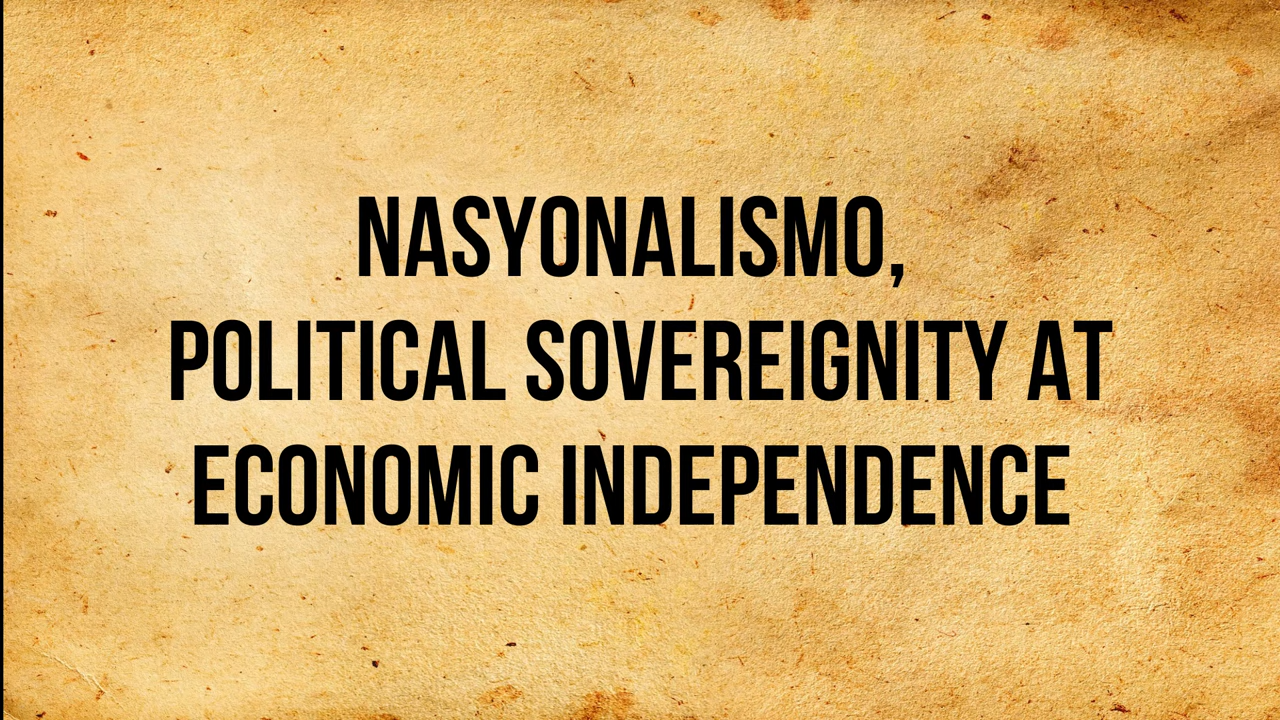 NASYONALISMO,
POLITICAL SOVEREIGNITY AT
ECONOMIC INDEPENDENCE